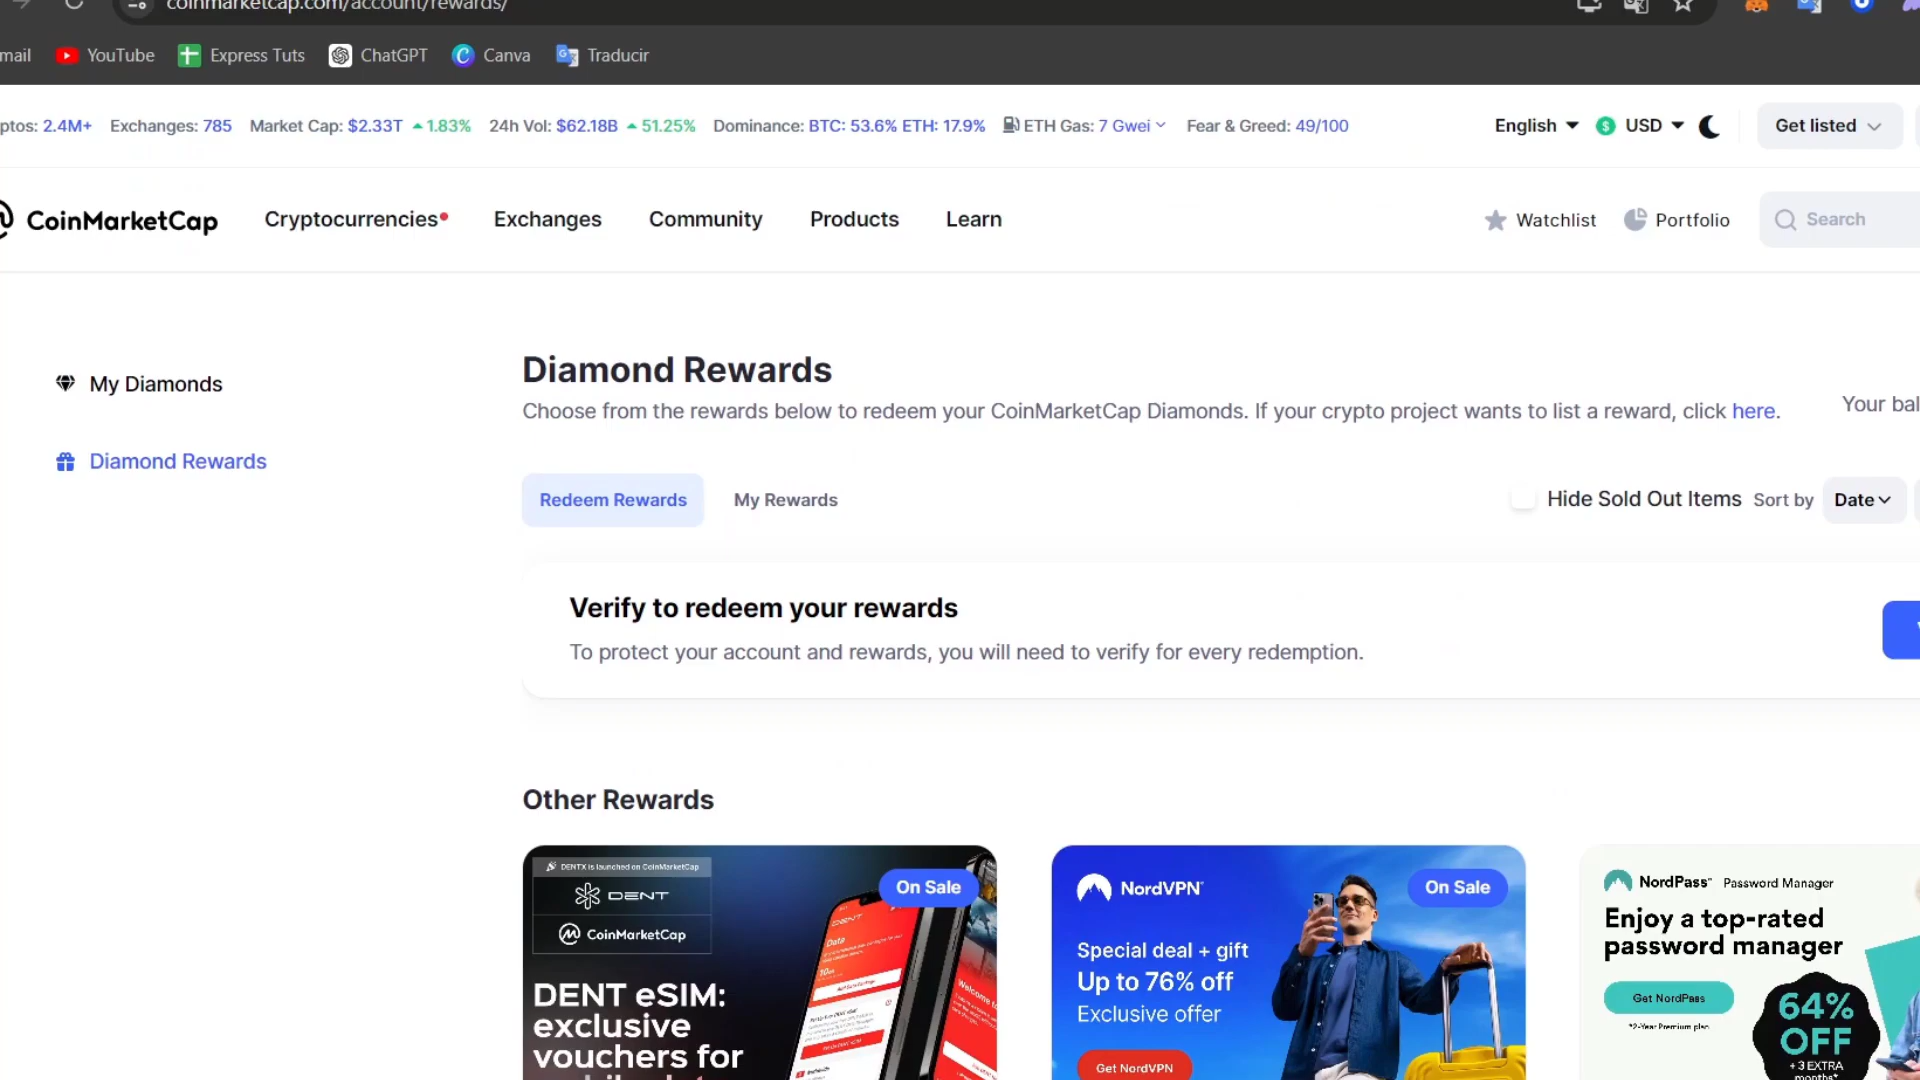 coinmarketcap.com/account/rewards/
mail YouTube Express Tuts ChatGPT Canva Traducir
ptos: 2.4M+ Exchanges: 785 Market Cap: $2.33T 1.83% 24h Vol: $62.18B 51.25% Dominance: BTC: 53.6% ETH: 17.9% ETH Gas: 7 Gwei Fear & Greed: 49/100 English USD Get listed
CoinMarketCap Cryptocurrencies Exchanges Community Products Learn Watchlist Portfolio Search
My Diamonds
Diamond Rewards
Diamond Rewards
Choose from the rewards below to redeem your CoinMarketCap Diamonds. If your crypto project wants to list a reward, click here.
Your bal
Redeem Rewards My Rewards Hide Sold Out Items Sort by Date
Verify to redeem your rewards
To protect your account and rewards, you will need to verify for every redemption.
Other Rewards
DENTX is launched on CoinMarketCap
DENT
CoinMarketCap
On Sale
DENT eSIM:
exclusive
vouchers for
DENT
Data
NordVPN
On Sale
Special deal + gift
Up to 76% off
Exclusive offer
Get NordVPN
NordPass Password Manager
Enjoy a top-rated
password manager
Get NordPass
*2-Year Premium plan
64%
OFF
+ 3 EXTRA
months*